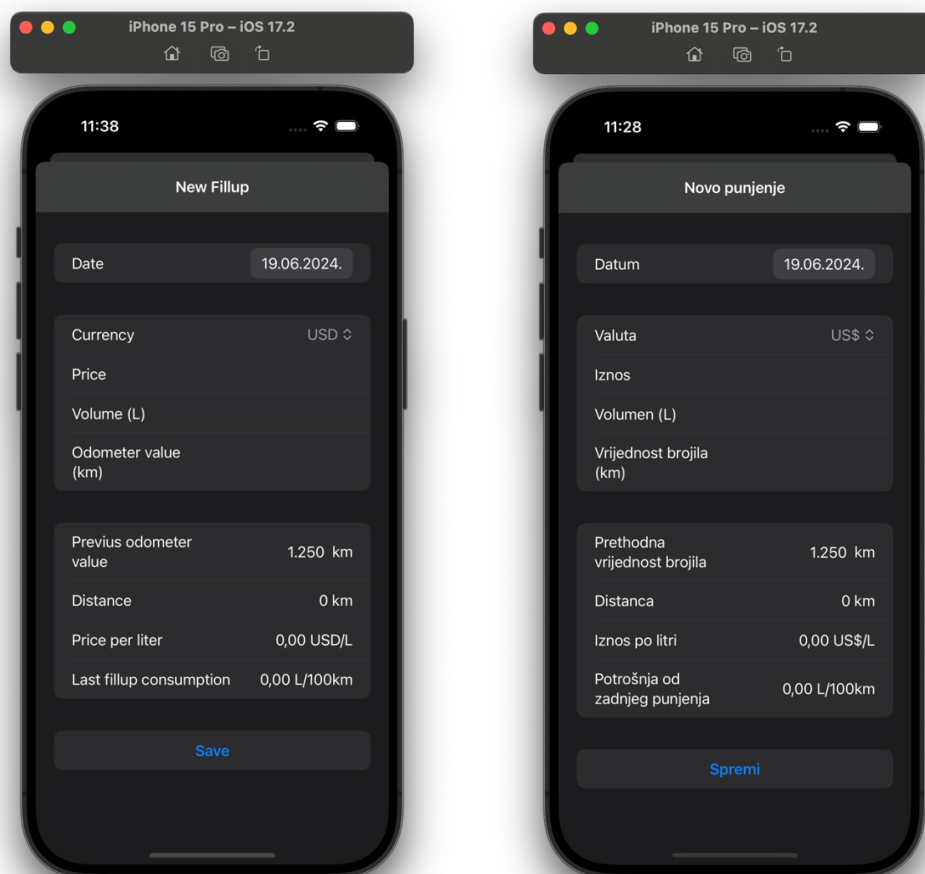 iPhone 15 Pro – iOS 17.2
11:38
New Fillup
Date 19.06.2024.
Currency USD
Price
Volume (L)
Odometer value
(km)
Previus odometer
value 1.250 km
Distance 0 km
Price per liter 0,00 USD/L
Last fillup consumption 0,00 L/100km
Save
iPhone 15 Pro – iOS 17.2
11:28
Novo punjenje
Datum 19.06.2024.
Valuta US$
Iznos
Volumen (L)
Vrijednost brojila
(km)
Prethodna
vrijednost brojila 1.250 km
Distanca 0 km
Iznos po litri 0,00 US$/L
Potrošnja od
zadnjeg punjenja 0,00 L/100km
Spremi